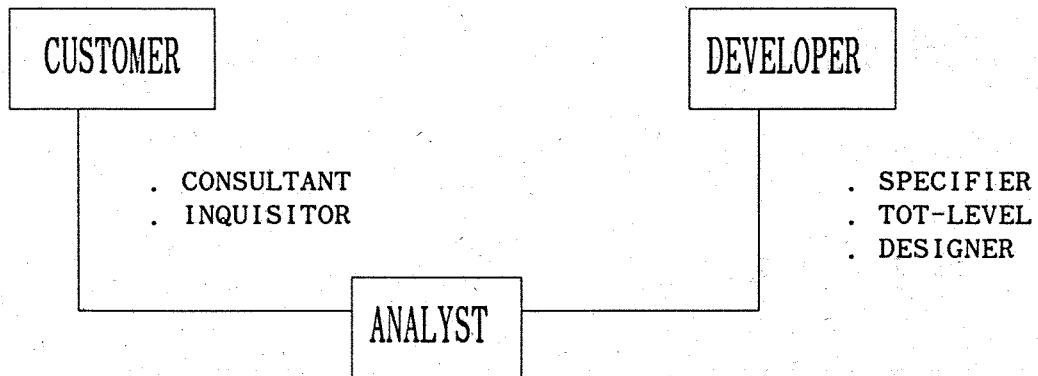 CUSTOMER
DEVELOPER
. CONSULTANT
. INQUISITOR
. SPECIFIER
. TOT-LEVEL
. DESIGNER
ANALYST